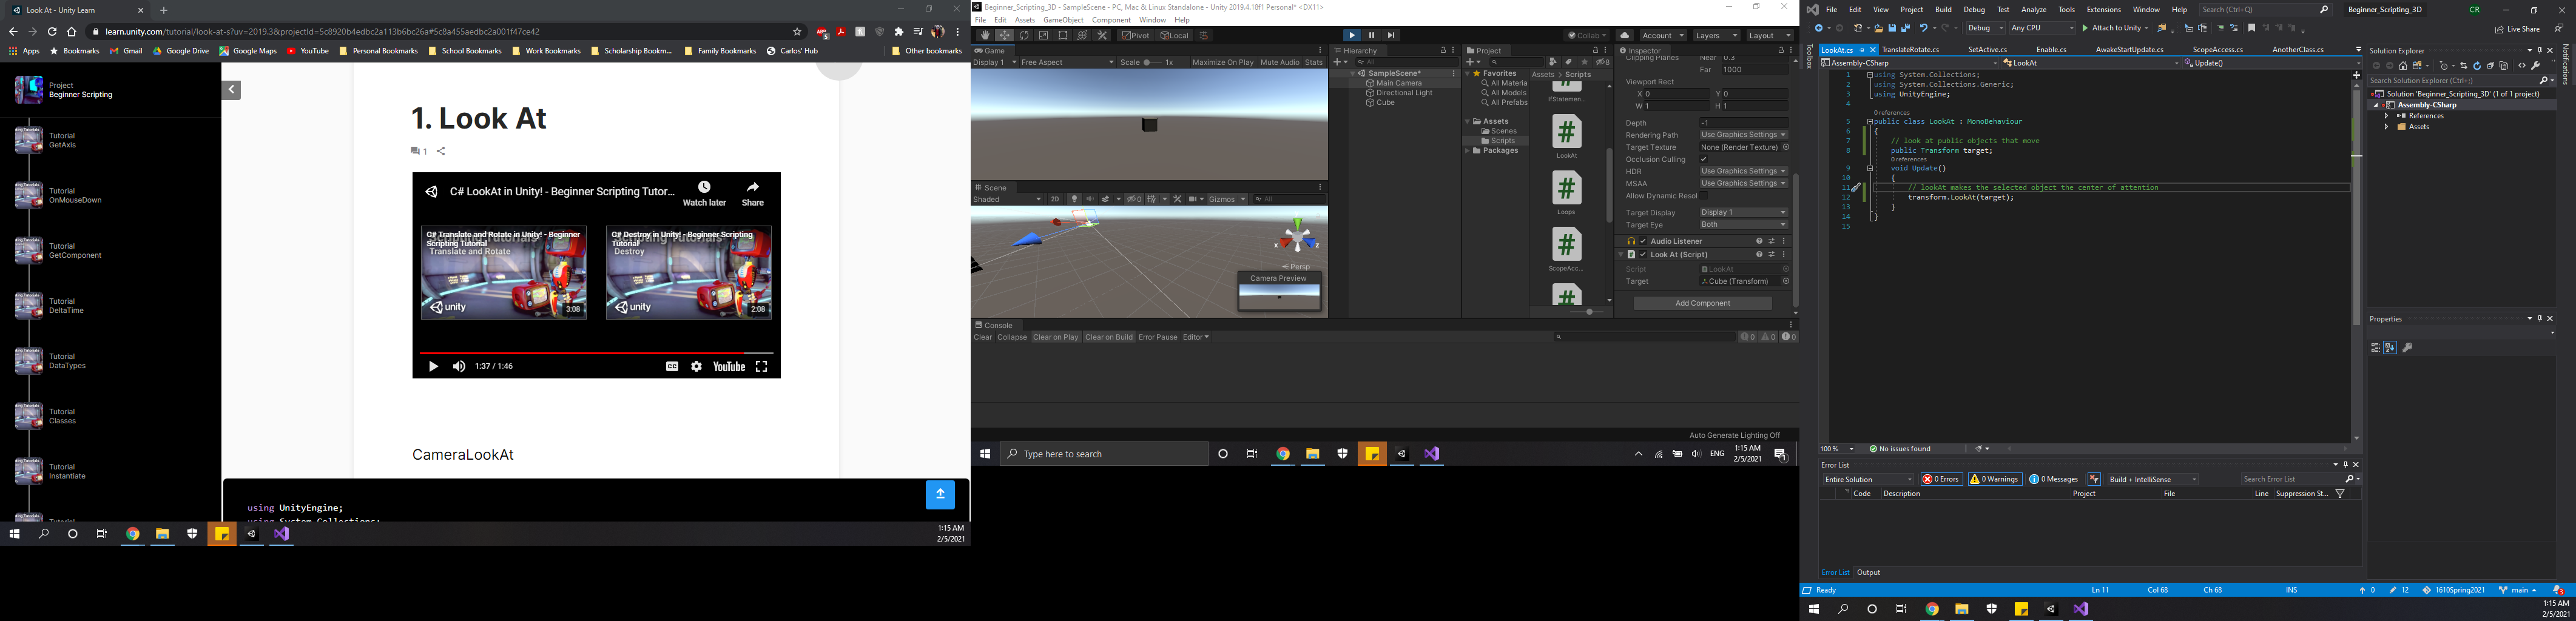 Look At - Unity Learn
learn.unity.com/tutorial/look-at-s?uv=2019.3&projectId=5c8920b4edbc2a113b6bc26a#5c8a455aedbc2a001f47ce42
Apps Bookmarks Gmail Google Drive Google Maps YouTube Personal Bookmarks School Bookmarks Work Bookmarks Scholarship Bookm... Family Bookmarks Carlos' Hub Other bookmarks
Project
Beginner Scripting
Tutorial
GetAxis
Tutorial
OnMouseDown
Tutorial
GetComponent
Tutorial
DeltaTime
Tutorial
DataTypes
Tutorial
Classes
Tutorial
Instantiate
Tutorial
1. Look At
1
C# LookAt in Unity! - Beginner Scripting Tutor...
Watch later
Share
C# Translate and Rotate in Unity! - Beginner Scripting Tutorial
Translate and Rotate
unity
3:08
C# Destroy in Unity! - Beginner Scripting Tutorial
Destroy
unity
2:08
1:37 / 1:46
CC
YouTube
CameraLookAt
using UnityEngine;
using System.Collections;
1:15 AM
2/5/2021
Beginner_Scripting_3D - SampleScene - PC, Mac & Linux Standalone - Unity 2019.4.18f1 Personal* <DX11>
File Edit Assets GameObject Component Window Help
Pivot Local
Collab Account Layers Layout
Game
Display 1 Free Aspect Scale 1x Maximize On Play Mute Audio Stats
Scene
Shaded 2D 0 Gizmos All
x z
Persp
Camera Preview
Hierarchy
All
SampleScene*
Main Camera
Directional Light
Cube
Project
8
Favorites
All Materia
All Models
All Prefabs
Assets
Scenes
Scripts
Packages
Assets > Scripts
IfStatemen...
LookAt
Loops
ScopeAcc...
Inspector
Clipping Planes Near 0.3
Far 1000
Viewport Rect
X 0 Y 0
W 1 H 1
Depth -1
Rendering Path Use Graphics Settings
Target Texture None (Render Texture)
Occlusion Culling
HDR Use Graphics Settings
MSAA Use Graphics Settings
Allow Dynamic Resol
Target Display Display 1
Target Eye Both
Audio Listener
Look At (Script)
Script LookAt
Target Cube (Transform)
Add Component
Console
Clear Collapse Clear on Play Clear on Build Error Pause Editor
0 0 0
Auto Generate Lighting Off
Type here to search
ENG
1:15 AM
2/5/2021
File Edit View Project Build Debug Test Analyze Tools Extensions Window Help Search (Ctrl+Q) Beginner_Scripting_3D CR
Debug Any CPU Attach to Unity Live Share
Toolbox
LookAt.cs TranslateRotate.cs SetActive.cs Enable.cs AwakeStartUpdate.cs ScopeAccess.cs AnotherClass.cs
Assembly-CSharp LookAt Update()
1 using System.Collections;
2 using System.Collections.Generic;
3 using UnityEngine;
4
0 references
5 public class LookAt : MonoBehaviour
6 {
7 // look at public objects that move
8 public Transform target;
0 references
9 void Update()
10 {
11 // lookAt makes the selected object the center of attention
12 transform.LookAt(target);
13 }
14 }
15
100 % No issues found
Error List
Entire Solution 0 Errors 0 Warnings 0 Messages Build + IntelliSense Search Error List
Code Description Project File Line Suppression St...
Error List Output
Solution Explorer
Search Solution Explorer (Ctrl+;)
Solution 'Beginner_Scripting_3D' (1 of 1 project)
Assembly-CSharp
References
Assets
Properties
Notifications
Ready Ln 11 Col 68 Ch 68 INS 0 12 1610Spring2021 main 3
1:15 AM
2/5/2021